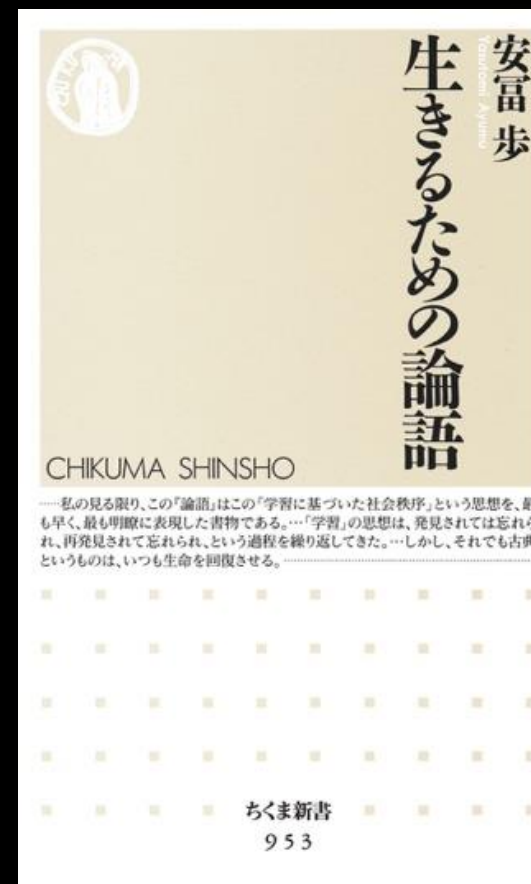 安冨 歩
Yasutomi Ayumu
生きるための論語
CHIKUMA SHINSHO
……私の見る限り、この『論語』はこの「学習に基づいた社会秩序」という思想を、最
も早く、最も明瞭に表現した書物である。…「学習」の思想は、発見されては忘れら
れ、再発見されて忘れられ、という過程を繰り返してきた。…しかし、それでも古典
というものは、いつも生命を回復させる。
ちくま新書
953